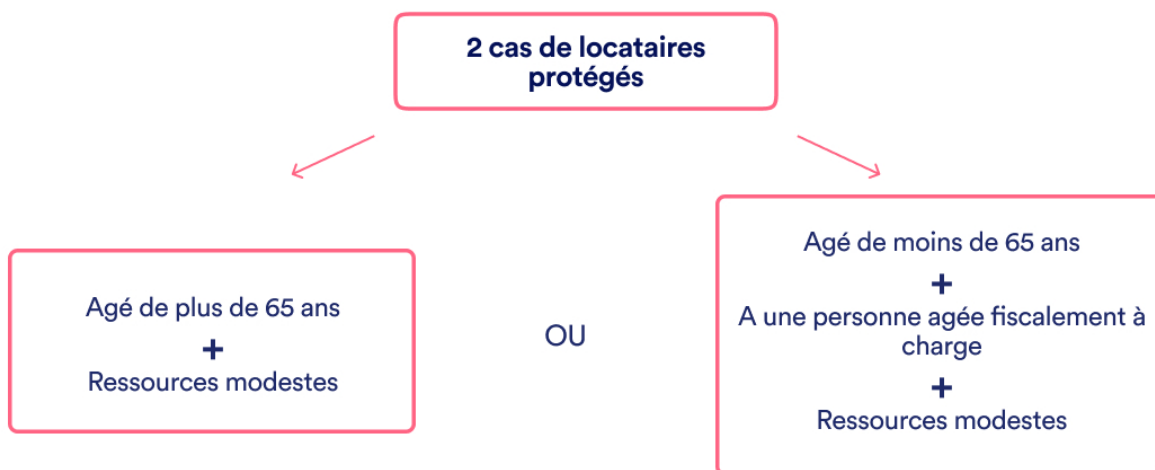 2 cas de locataires
protégés
Agé de plus de 65 ans
+
Ressources modestes
OU
Agé de moins de 65 ans
+
A une personne agée fiscalement à
charge
+
Ressources modestes